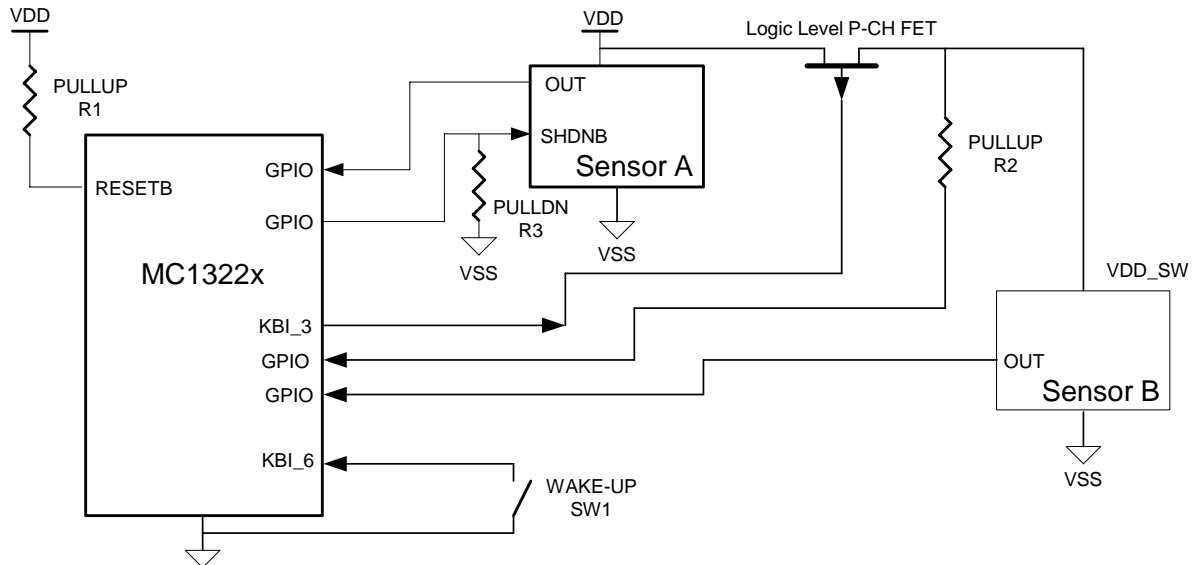 VDD
PULLUP
R1
RESETB
MC1322x
GPIO
GPIO
KBI_3
GPIO
GPIO
KBI_6
VDD
OUT
SHDNB
Sensor A
PULLDN
R3
VSS
VSS
Logic Level P-CH FET
PULLUP
R2
VDD_SW
OUT
Sensor B
VSS
WAKE-UP
SW1